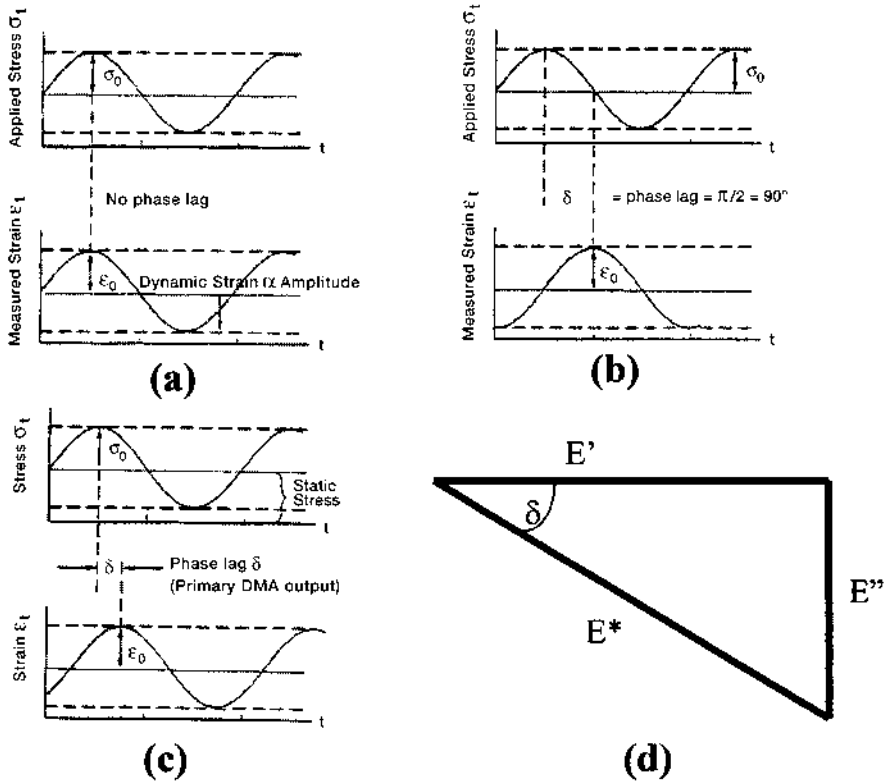 Applied Stress σt
σ0
t
No phase lag
Measured Strain εt
ε0
Dynamic Strain α Amplitude
t
(a)
Applied Stress σt
σ0
t
δ = phase lag = π/2 = 90°
Measured Strain εt
ε0
t
(b)
Stress σt
σ0
Static
Stress
t
δ
Phase lag δ
(Primary DMA output)
Strain εt
ε0
t
(c)
E'
δ
E"
E*
(d)